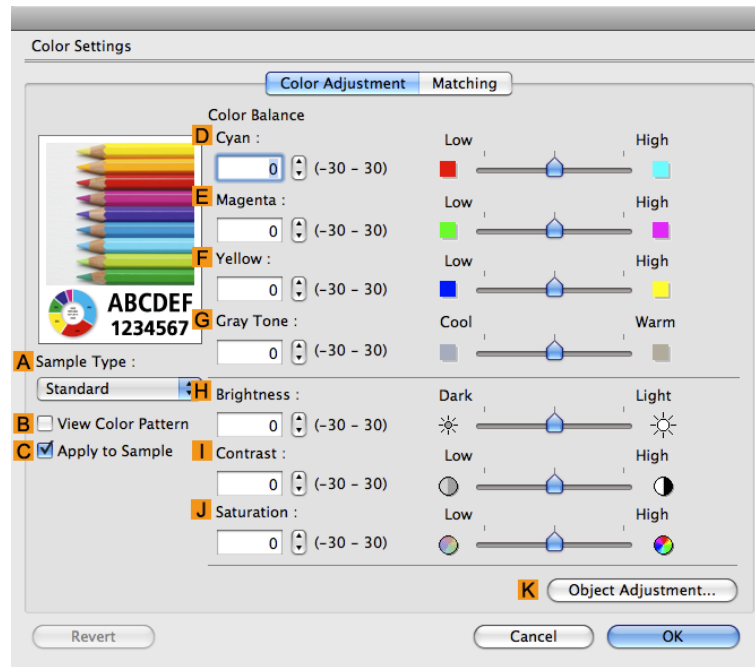 Color Settings
Color Adjustment Matching
ABCDEF
1234567
A Sample Type :
Standard
B View Color Pattern
C Apply to Sample
Color Balance
D Cyan : Low High
0 (-30 – 30)
E Magenta : Low High
0 (-30 – 30)
F Yellow : Low High
0 (-30 – 30)
G Gray Tone : Cool Warm
0 (-30 – 30)
H Brightness : Dark Light
0 (-30 – 30)
I Contrast : Low High
0 (-30 – 30)
J Saturation : Low High
0 (-30 – 30)
K Object Adjustment...
Revert Cancel OK